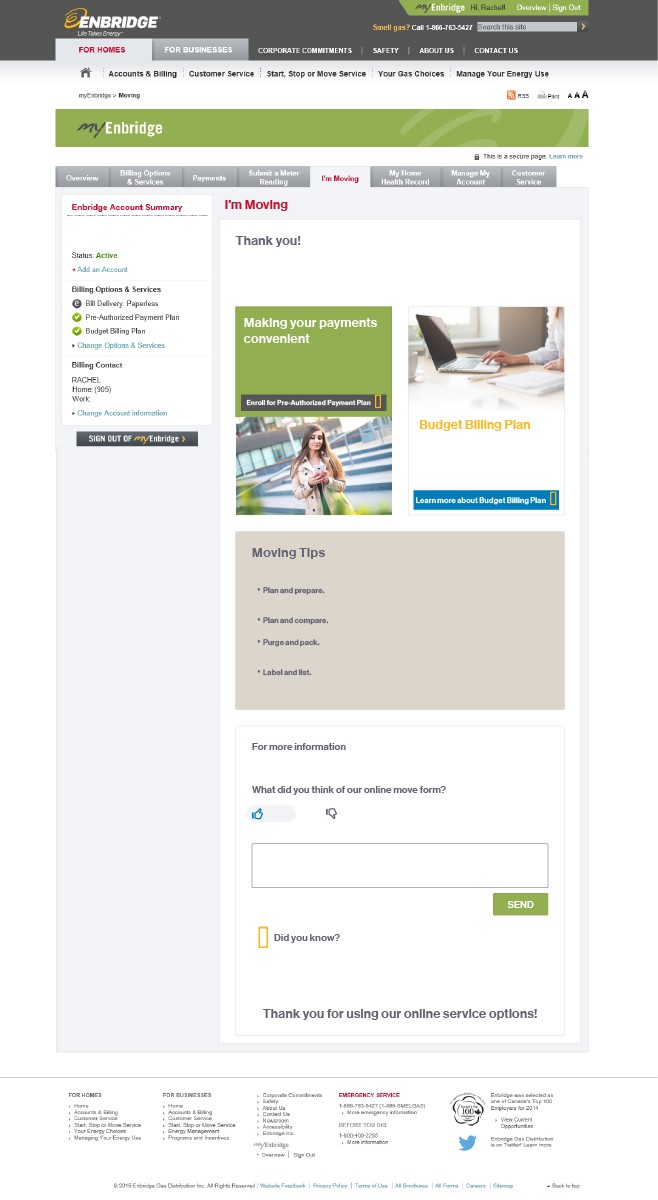 myEnbridge Hi, Rachel! Overview | Sign Out
ENBRIDGE
Life Takes Energy™
Smell gas? Call 1-866-763-5427 Search this site
FOR HOMES FOR BUSINESSES CORPORATE COMMITMENTS | SAFETY | ABOUT US | CONTACT US
Accounts & Billing Customer Service Start, Stop or Move Service Your Gas Choices Manage Your Energy Use
myEnbridge > Moving
RSS Print A A A
myEnbridge
This is a secure page. Learn more
Overview
Billing Options
& Services
Payments
Submit a Meter
Reading
I'm Moving
My Home
Health Record
Manage My
Account
Customer
Service
Enbridge Account Summary
Status: Active
Add an Account
Billing Options & Services
Bill Delivery: Paperless
Pre-Authorized Payment Plan
Budget Billing Plan
Change Options & Services
Billing Contact
RACHEL
Home: (905)
Work:
Change Account information
SIGN OUT OF myEnbridge >
I'm Moving
Thank you!
Making your payments
convenient
Enroll for Pre-Authorized Payment Plan
Budget Billing Plan
Learn more about Budget Billing Plan
Moving Tips
• Plan and prepare.
• Plan and compare.
• Purge and pack.
• Label and list.
For more information
What did you think of our online move form?
SEND
Did you know?
Thank you for using our online service options!
FOR HOMES
Home
Accounts & Billing
Customer Service
Start, Stop or Move Service
Your Energy Choices
Managing Your Energy Use
FOR BUSINESSES
Home
Accounts & Billing
Customer Service
Start, Stop or Move Service
Energy Management
Programs and Incentives
Corporate Commitments
Safety
About Us
Contact Us
Newsroom
Accessibility
Enbridge Inc.
myEnbridge
Overview | Sign Out
EMERGENCY SERVICE
1-866-763-5427 (1-866-SMELGAS)
More emergency information
BEFORE YOU DIG
1-800-400-2255
More information
100
Enbridge was selected as
one of Canada's Top 100
Employers for 2014
View Current
Opportunities
Enbridge Gas Distribution
is on Twitter! Learn more
© 2015 Enbridge Gas Distribution Inc. All Rights Reserved | Website Feedback | Privacy Policy | Terms of Use | All Brochures | All Forms | Careers | Sitemap
Back to top